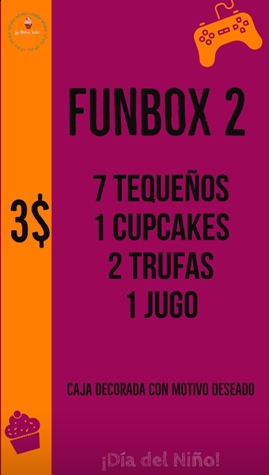 FUNBOX 2
7 TEQUEÑOS
3$
1 CUPCAKES
2 TRUFAS
1 JUGO
CAJA DECORADA CON MOTIVO DESEADO
¡Día del Niño!